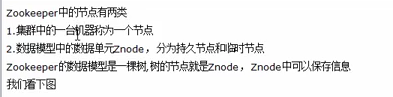 Zookeeper中的节点有两类
1.集群中的一台机器称为一个节点
2.数据模型中的数据单元Znode，分为持久节点和临时节点
Zookeeper的数据模型是一棵树,树的节点就是Znode，Znode中可以保存信息
我们看下图